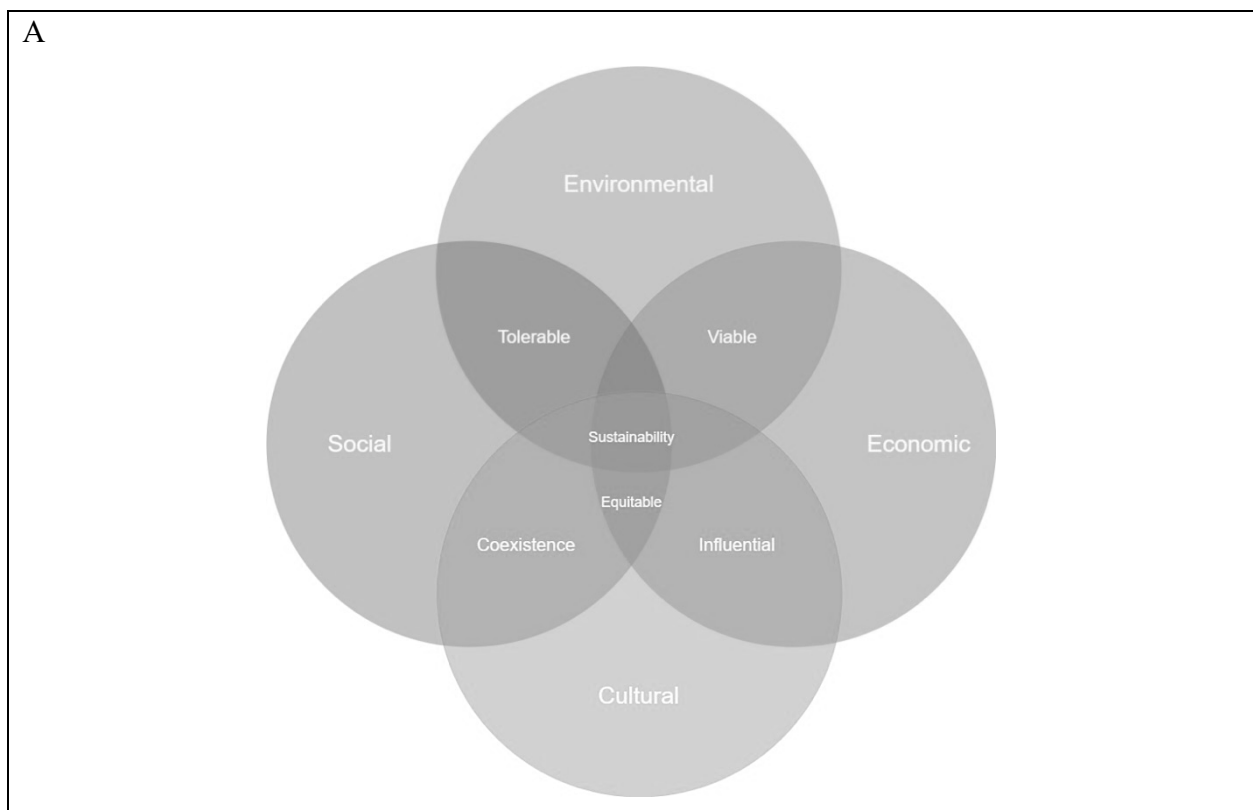 A
Environmental
Tolerable
Viable
Social
Sustainability
Economic
Equitable
Coexistence
Influential
Cultural